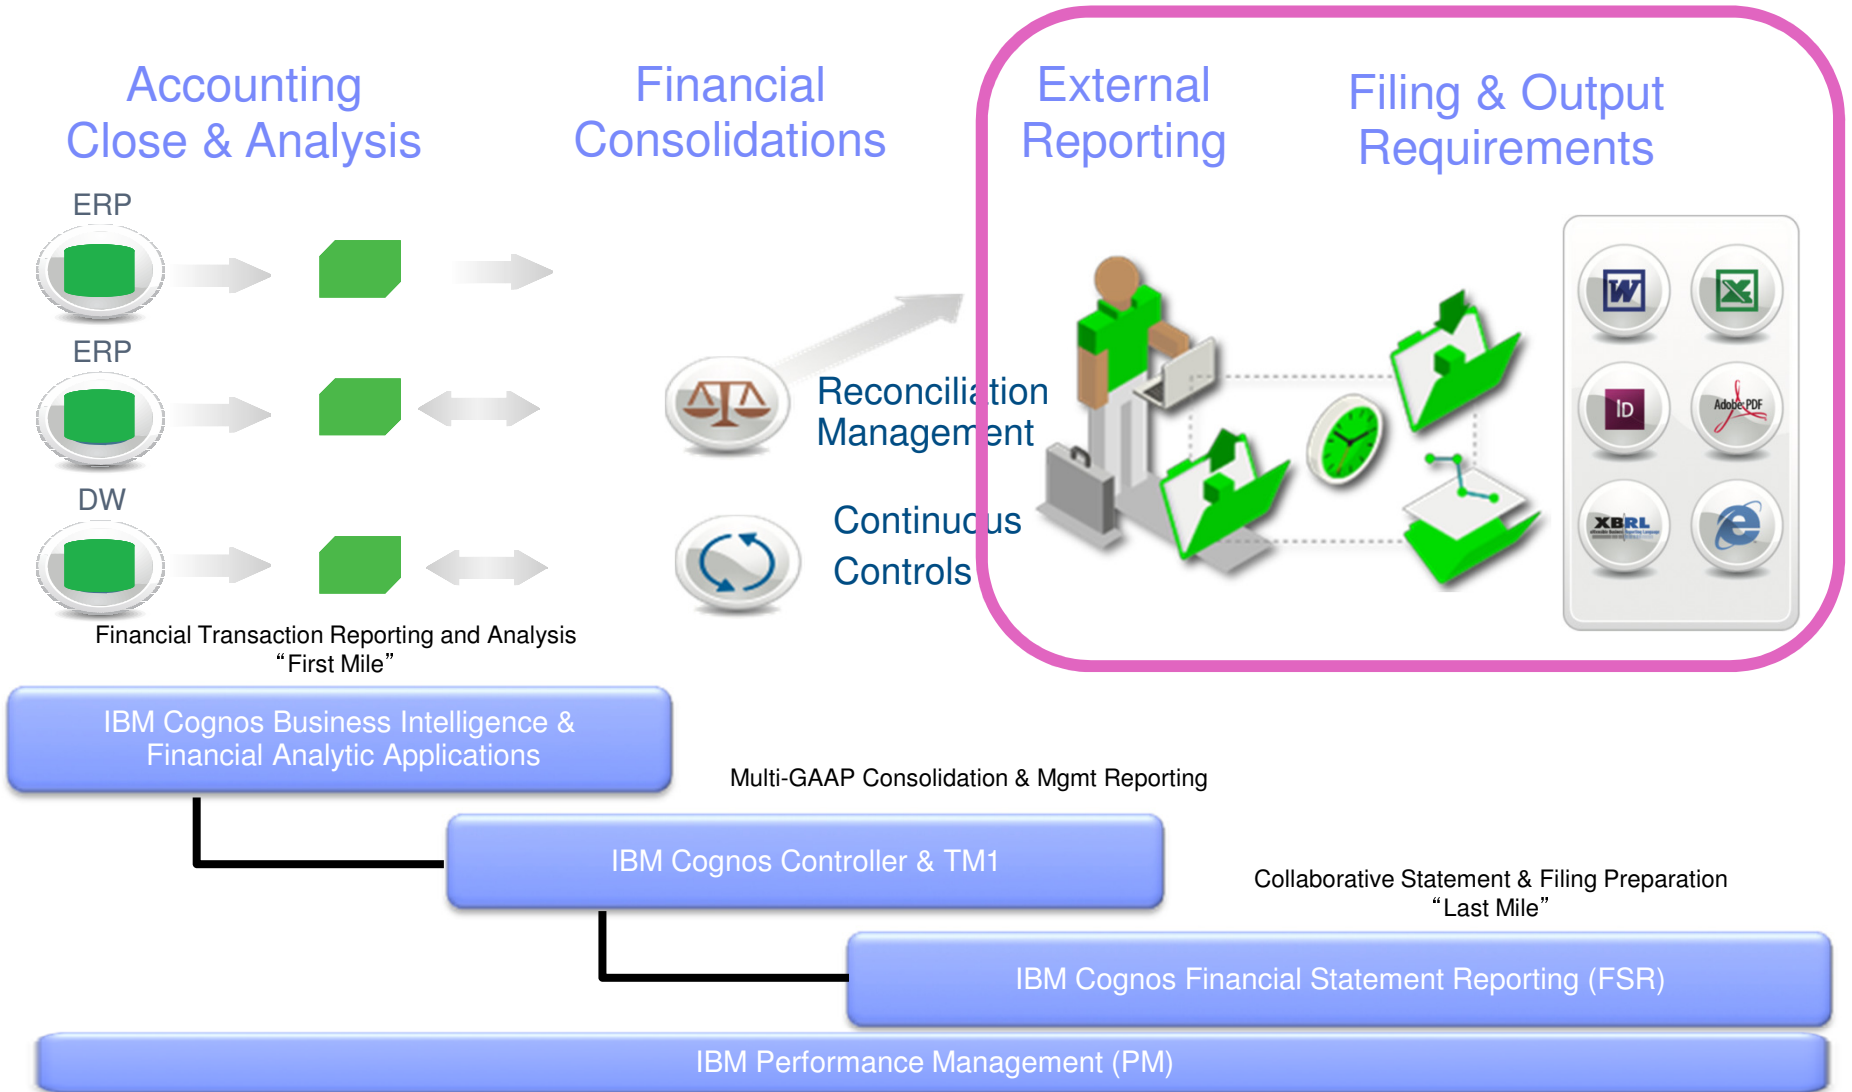 Accounting
Close & Analysis
Financial
Consolidations
External
Reporting
Filing & Output
Requirements
ERP
ERP
DW
Reconciliation
Management
Continuous
Controls
W
X
ID
Adobe PDF
XBRL
e
Financial Transaction Reporting and Analysis
“First Mile”
IBM Cognos Business Intelligence &
Financial Analytic Applications
Multi-GAAP Consolidation & Mgmt Reporting
IBM Cognos Controller & TM1
Collaborative Statement & Filing Preparation
“Last Mile”
IBM Cognos Financial Statement Reporting (FSR)
IBM Performance Management (PM)